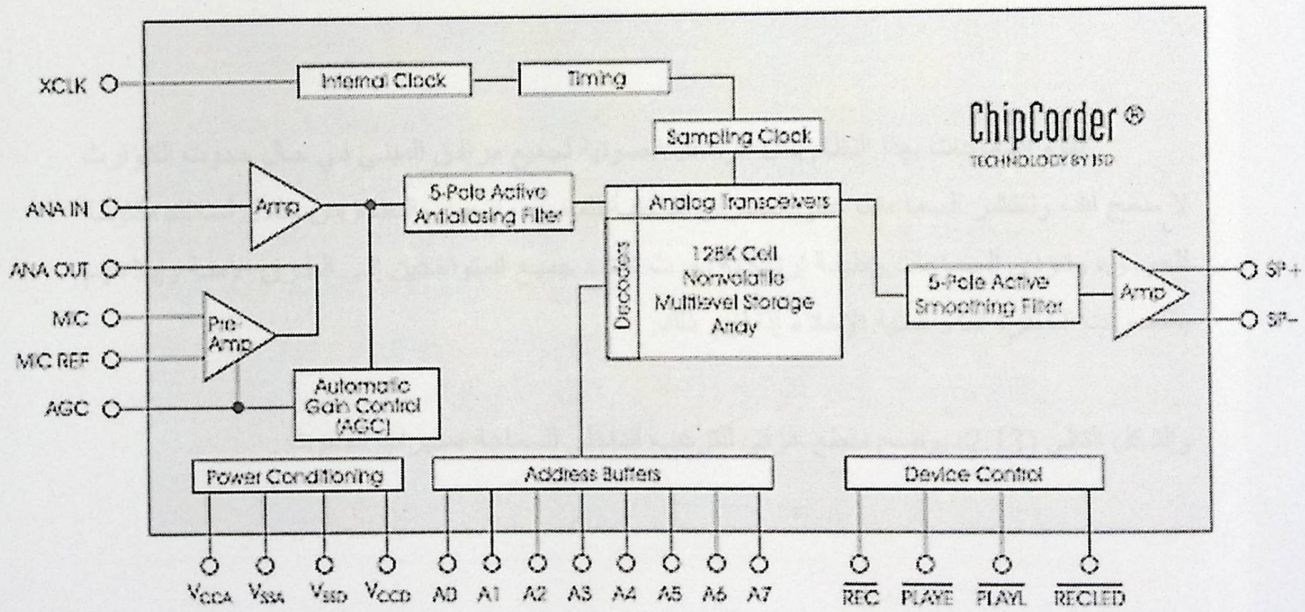 XCLK
Internal Clock
Timing
ChipCorder®
TECHNOLOGY BY ISD
Sampling Clock
ANA IN
Amp
5-Pole Active
Antialiasing Filter
Analog Transceivers
Decoders
128K Cell
Nonvolatile
Multilevel Storage
Array
ANA OUT
MIC
MIC REF
AGC
Pre-
Amp
Automatic
Gain Control
(AGC)
5-Pole Active
Smoothing Filter
Amp
SP+
SP–
Power Conditioning
Address Buffers
Device Control
VCCA VSSA VSSD VCCD A0 A1 A2 A3 A4 A5 A6 A7 REC PLAYE PLAYL RECLED